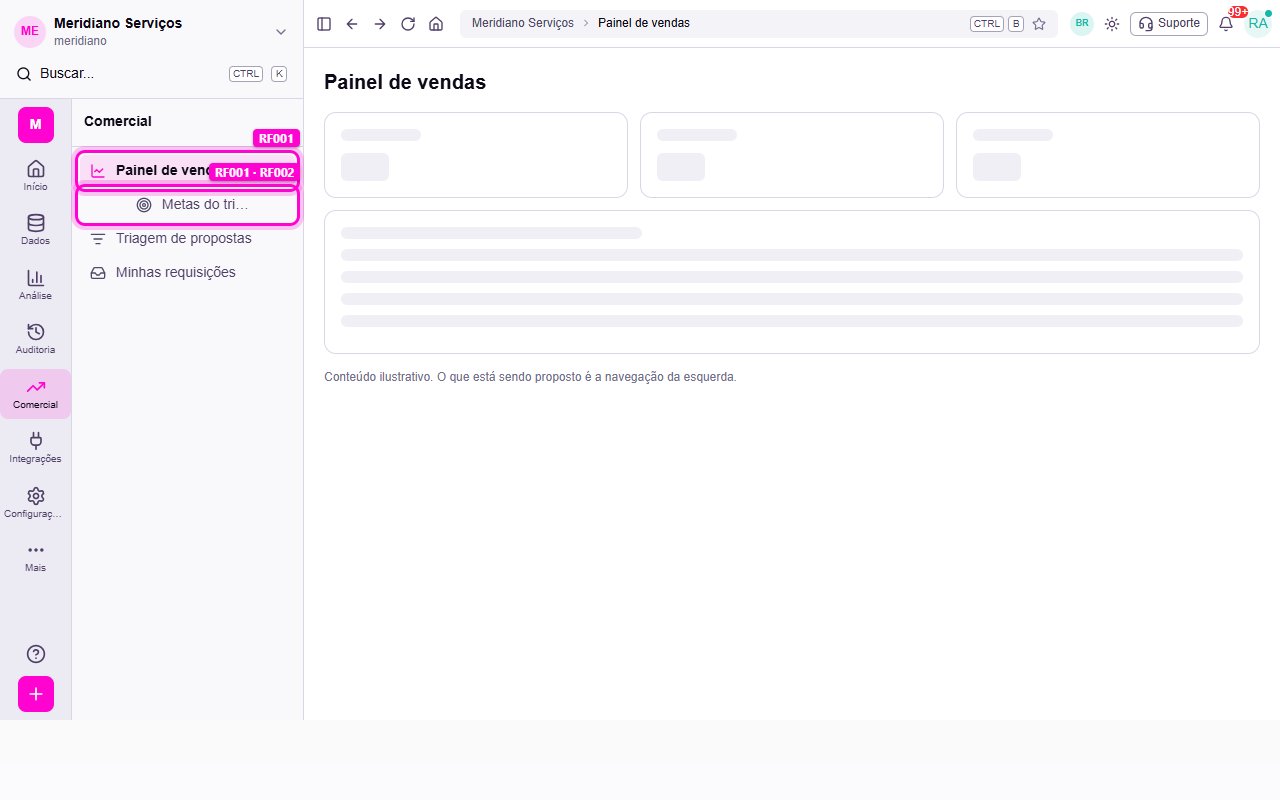 ME
Meridiano Serviços
meridiano
Buscar...
CTRL K
Meridiano Serviços > Painel de vendas
CTRL B
BR
Suporte
99+
RA
M
Início
Dados
Análise
Auditoria
Comercial
Integrações
Configuraç...
Mais
Comercial
RF001
Painel de vend
RF001 · RF002
Metas do tri...
Triagem de propostas
Minhas requisições
Painel de vendas
Conteúdo ilustrativo. O que está sendo proposto é a navegação da esquerda.